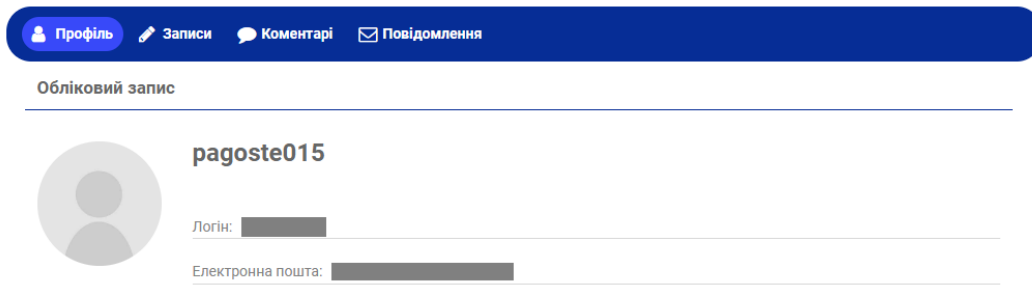 Профіль Записи Коментарі Повідомлення
Обліковий запис
pagoste015
Логін:
Електронна пошта: